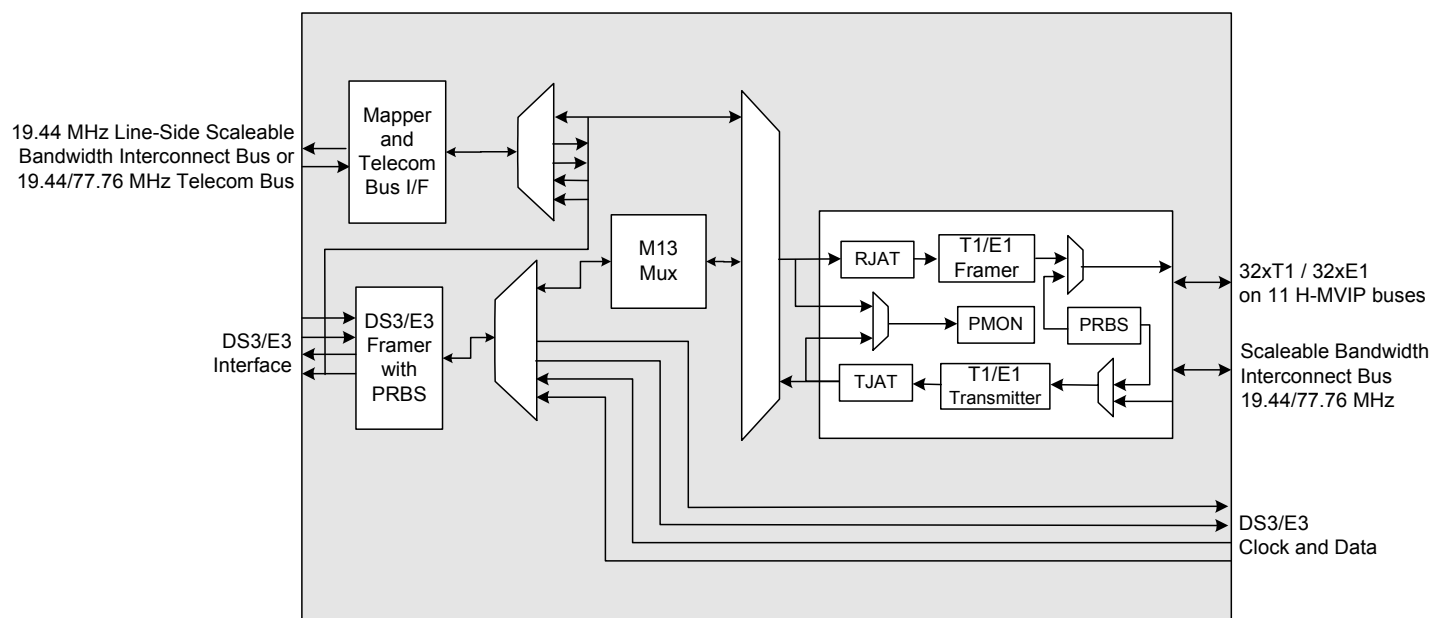 19.44 MHz Line-Side Scaleable
Bandwidth Interconnect Bus or
19.44/77.76 MHz Telecom Bus
Mapper
and
Telecom
Bus I/F
M13
Mux
DS3/E3
Interface
DS3/E3
Framer
with
PRBS
RJAT
T1/E1
Framer
PMON
PRBS
TJAT
T1/E1
Transmitter
32xT1 / 32xE1
on 11 H-MVIP buses
Scaleable Bandwidth
Interconnect Bus
19.44/77.76 MHz
DS3/E3
Clock and Data